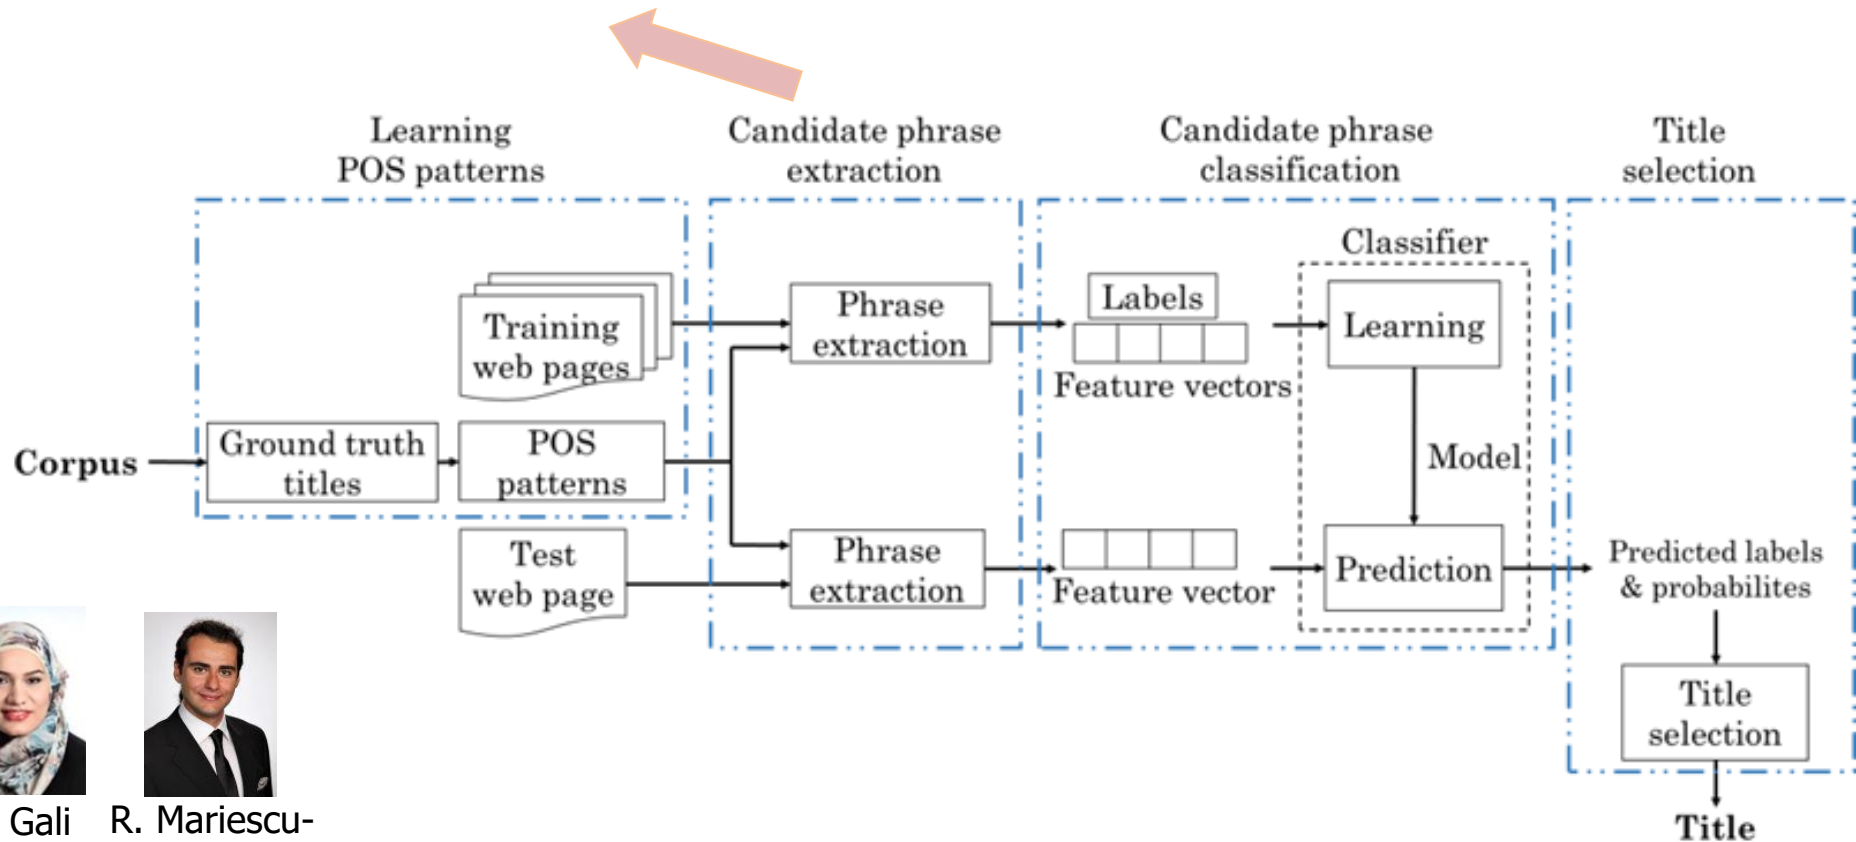 Learning
POS patterns
Candidate phrase
extraction
Candidate phrase
classification
Title
selection
Classifier
Training
web pages
Phrase
extraction
Labels
Feature vectors
Learning
Corpus
Ground truth
titles
POS
patterns
Model
Test
web page
Phrase
extraction
Feature vector
Prediction
Predicted labels
& probabilites
Title
selection
Title
Gali
R. Mariescu-